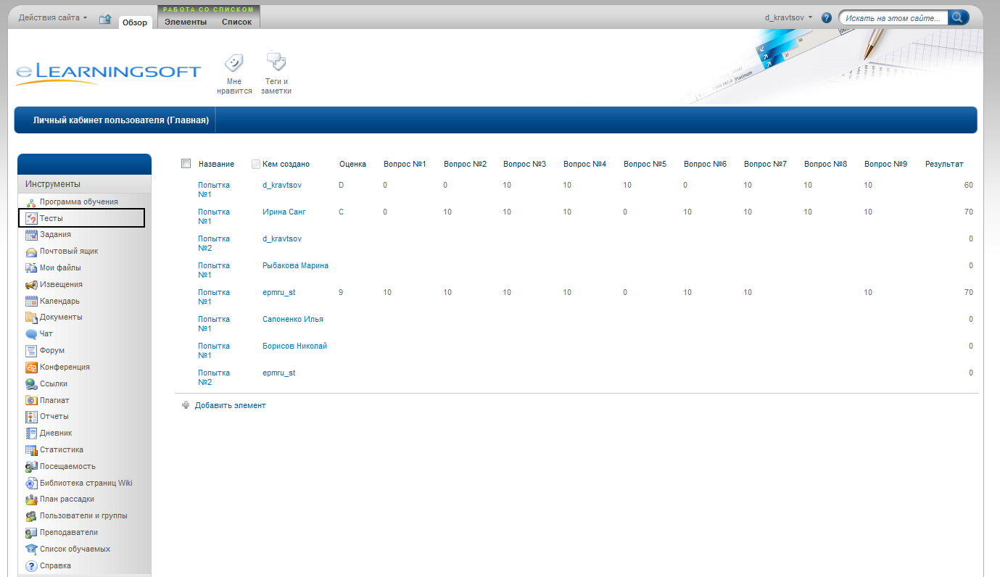 Действия сайта
Обзор
РАБОТА СО СПИСКОМ
Элементы Список
d_kravtsov
Искать на этом сайте...
eLEARNINGSOFT
Мне нравится
Теги и заметки
Личный кабинет пользователя (Главная)
Инструменты
Программа обучения
Тесты
Задания
Почтовый ящик
Мои файлы
Извещения
Календарь
Документы
Чат
Форум
Конференция
Ссылки
Плагиат
Отчеты
Дневник
Статистика
Посещаемость
Библиотека страниц Wiki
План рассадки
Пользователи и группы
Преподаватели
Список обучаемых
Справка
Название Кем создано Оценка Вопрос №1 Вопрос №2 Вопрос №3 Вопрос №4 Вопрос №5 Вопрос №6 Вопрос №7 Вопрос №8 Вопрос №9 Результат
Попытка №1 d_kravtsov D 0 0 10 10 10 0 10 10 10 60
Попытка №1 Ирина Санг C 0 10 10 10 0 10 10 10 10 70
Попытка №2 d_kravtsov 0
Попытка №1 Рыбакова Марина 0
Попытка №1 epmru_st 9 10 10 10 10 0 10 10 10 70
Попытка №1 Сапоненко Илья 0
Попытка №1 Борисов Николай 0
Попытка №2 epmru_st 0
Добавить элемент